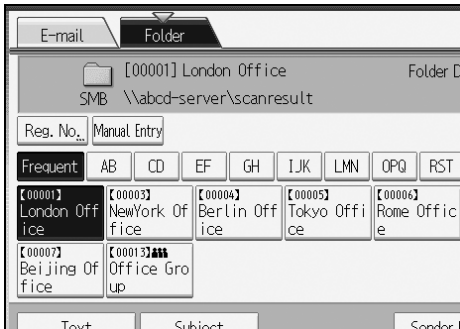 E-mail Folder
[00001] London Office Folder D
SMB \\abcd-server\scanresult
Reg. No. Manual Entry
Frequent AB CD EF GH IJK LMN OPQ RST
【00001】 【00003】 【00004】 【00005】 【00006】
London Off NewYork Of Berlin Off Tokyo Offi Rome Offic
ice ffice ice ce e
【00007】 【00013】
Beijing Of Office Gro
fice up
Text Subject Sender